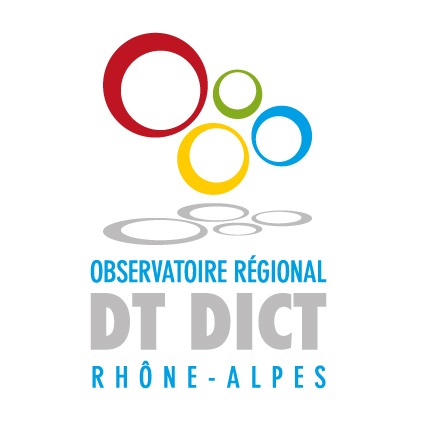 OBSERVATOIRE RÉGIONAL
DT DICT
RHÔNE-ALPES